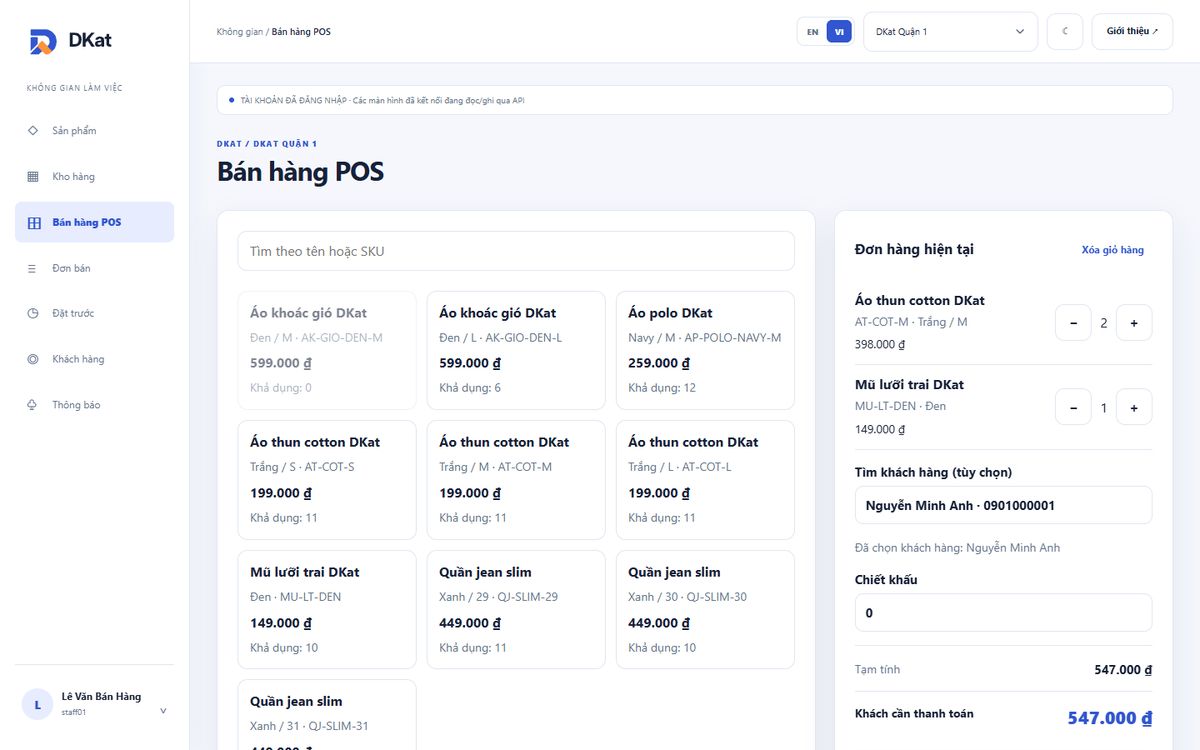 DKat
KHÔNG GIAN LÀM VIỆC
Sản phẩm
Kho hàng
Bán hàng POS
Đơn bán
Đặt trước
Khách hàng
Thông báo
L
Lê Văn Bán Hàng
staff01
Không gian / Bán hàng POS
EN VI
DKat Quận 1
Giới thiệu ↗
TÀI KHOẢN ĐÃ ĐĂNG NHẬP · Các màn hình đã kết nối đang đọc/ghi qua API
DKAT / DKAT QUẬN 1
Bán hàng POS
Tìm theo tên hoặc SKU
Áo khoác gió DKat
Đen / M · AK-GIO-DEN-M
599.000 ₫
Khả dụng: 0
Áo khoác gió DKat
Đen / L · AK-GIO-DEN-L
599.000 ₫
Khả dụng: 6
Áo polo DKat
Navy / M · AP-POLO-NAVY-M
259.000 ₫
Khả dụng: 12
Áo thun cotton DKat
Trắng / S · AT-COT-S
199.000 ₫
Khả dụng: 11
Áo thun cotton DKat
Trắng / M · AT-COT-M
199.000 ₫
Khả dụng: 11
Áo thun cotton DKat
Trắng / L · AT-COT-L
199.000 ₫
Khả dụng: 11
Mũ lưỡi trai DKat
Đen · MU-LT-DEN
149.000 ₫
Khả dụng: 10
Quần jean slim
Xanh / 29 · QJ-SLIM-29
449.000 ₫
Khả dụng: 11
Quần jean slim
Xanh / 30 · QJ-SLIM-30
449.000 ₫
Khả dụng: 10
Quần jean slim
Xanh / 31 · QJ-SLIM-31
449.000 ₫
Đơn hàng hiện tại
Xóa giỏ hàng
Áo thun cotton DKat
AT-COT-M · Trắng / M
398.000 ₫
− 2 +
Mũ lưỡi trai DKat
MU-LT-DEN · Đen
149.000 ₫
− 1 +
Tìm khách hàng (tùy chọn)
Nguyễn Minh Anh · 0901000001
Đã chọn khách hàng: Nguyễn Minh Anh
Chiết khấu
0
Tạm tính 547.000 ₫
Khách cần thanh toán 547.000 ₫